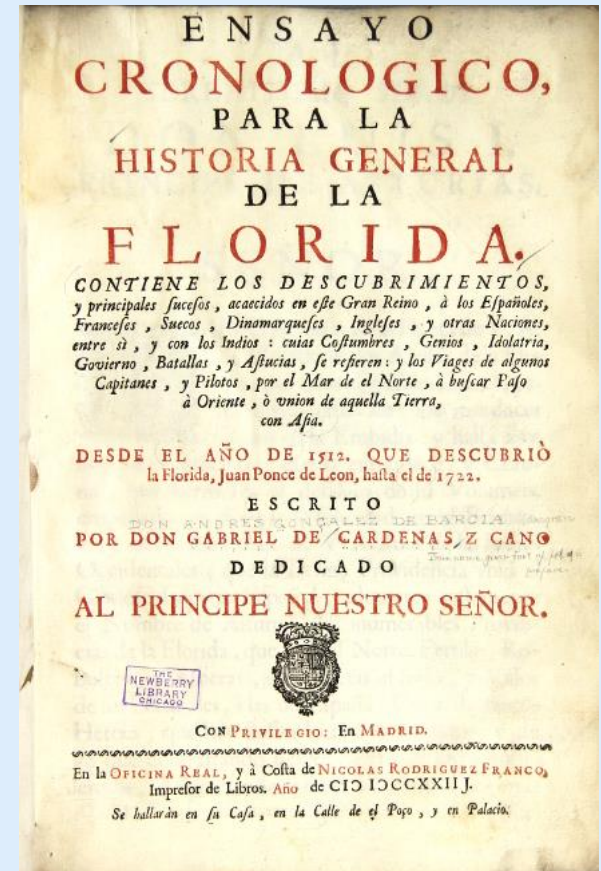 ENSAYO
CRONOLOGICO,
PARA LA
HISTORIA GENERAL
DE LA
FLORIDA.
CONTIENE LOS DESCUBRIMIENTOS,
y principales ſuceſos, acaecidos en eſte Gran Reino, à los Eſpañoles,
Franceſes, Suecos, Dinamarqueſes, Ingleſes, y otras Naciones,
entre sì, y con los Indios: cuias Coſtumbres, Genios, Idolatria,
Govierno, Batallas, y Aſtucias, ſe refieren: y los Viages de algunos
Capitanes, y Pilotos, por el Mar de el Norte, à buſcar Paſo
à Oriente, ò vnion de aquella Tierra,
con Aſia.
DESDE EL AÑO DE 1512. QUE DESCUBRIÒ
la Florida, Juan Ponce de Leon, haſta el de 1722.
ESCRITO
DON ANDRES GONÇALEZ DE BARCIA
POR DON GABRIEL DE CARDENAS Z CANO
DEDICADO
AL PRINCIPE NUESTRO SEÑOR.
THE
NEWBERRY
LIBRARY
CHICAGO
CON PRIVILEGIO: En MADRID.
En la OFICINA REAL, y à Coſta de NICOLAS RODRIGUEZ FRANCO,
Impreſor de Libros. Año de CIↃ IↃCCXXIIJ.
Se hallaràn en ſu Caſa, en la Calle de el Poço, y en Palacio.